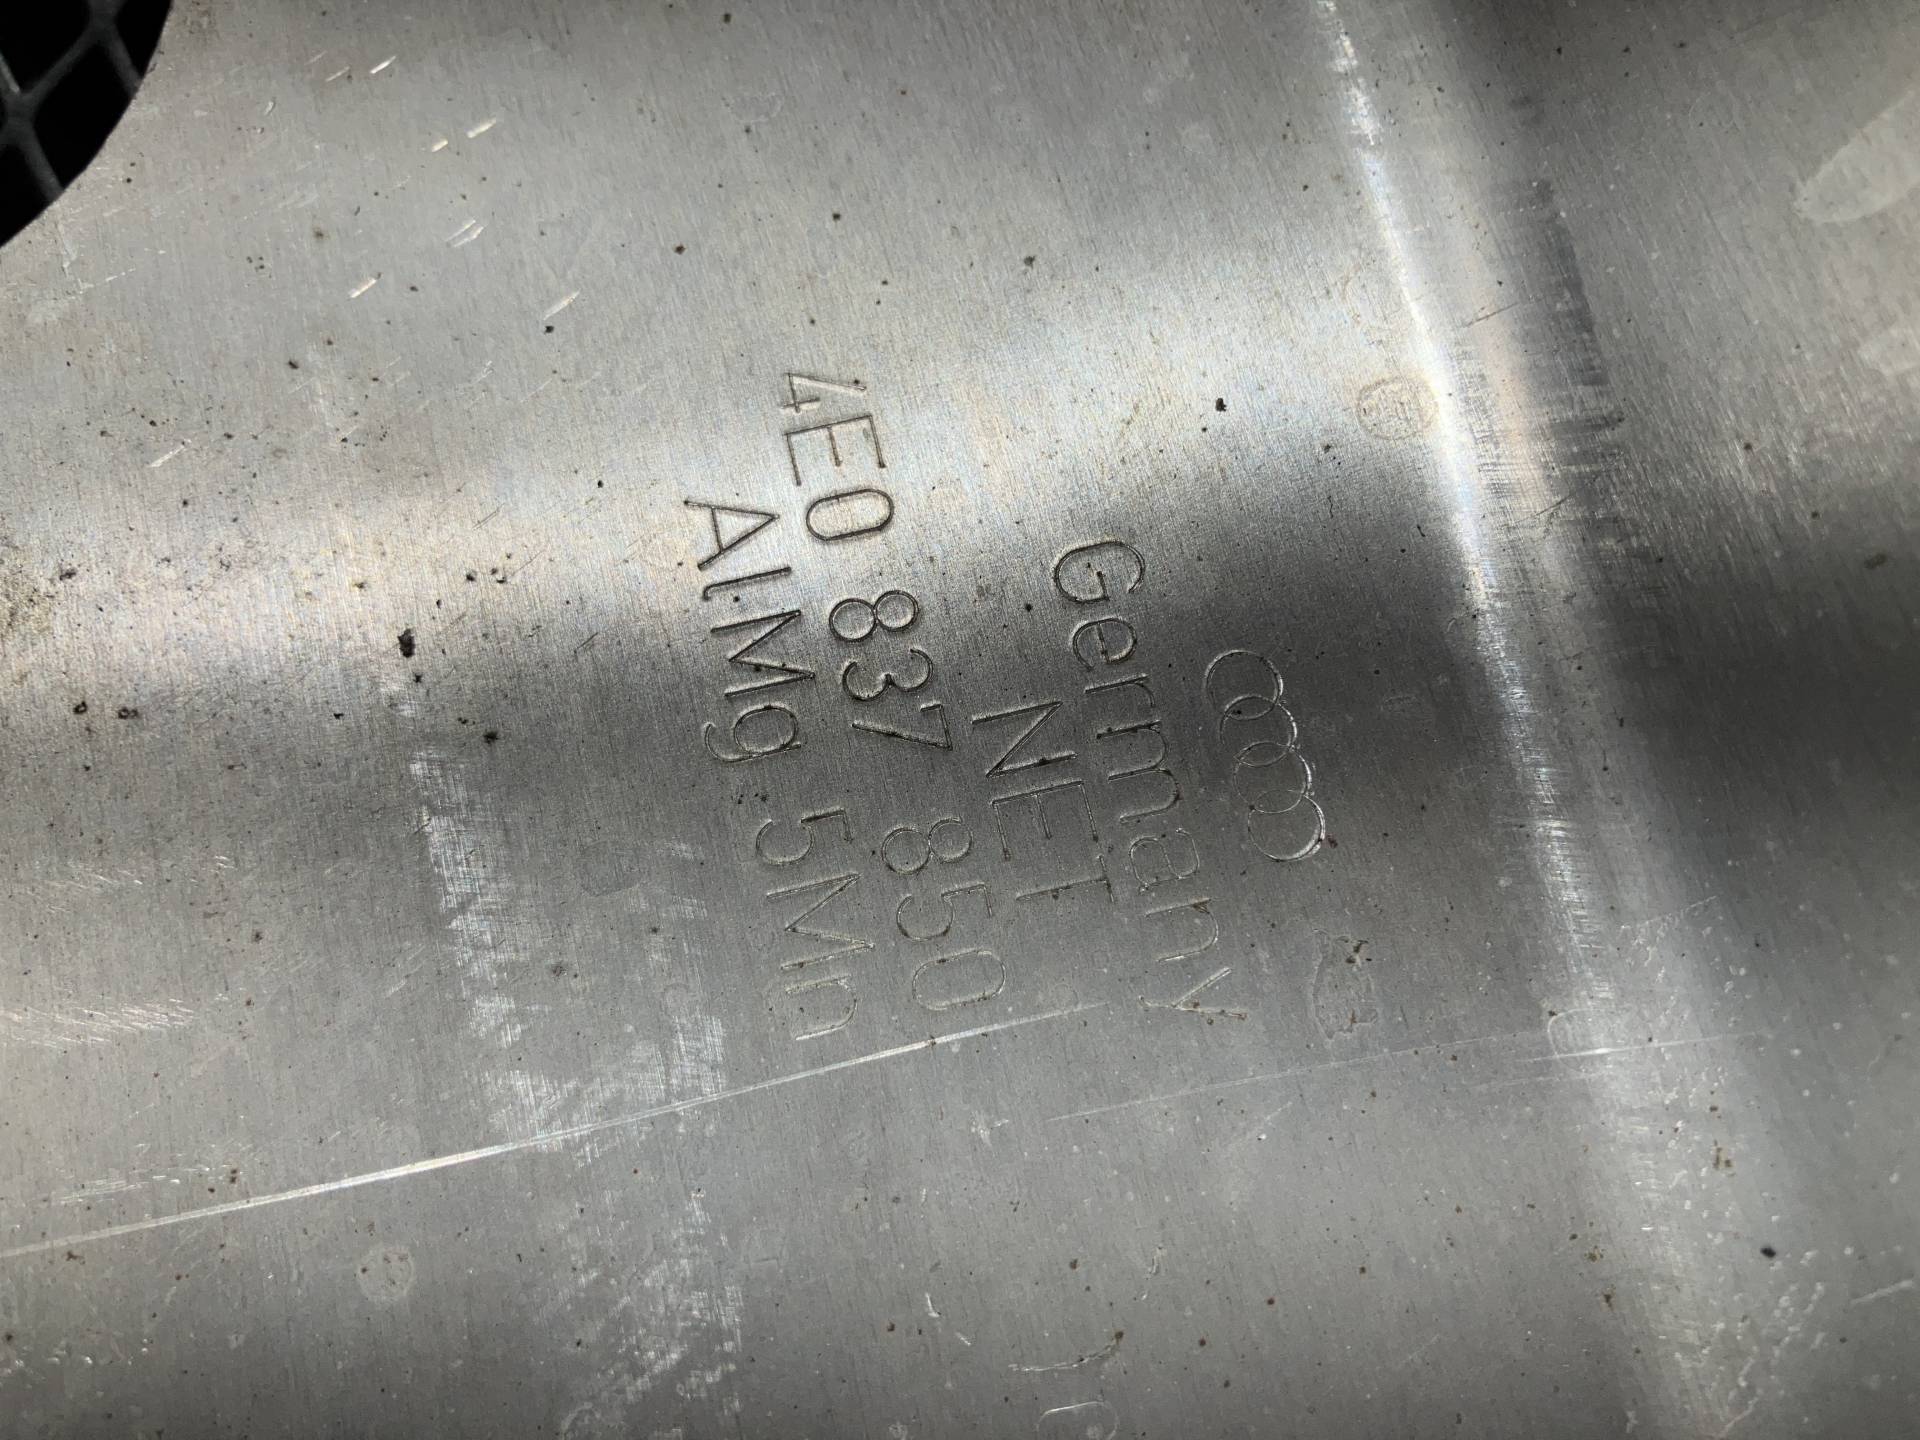 Germany
NET
4E0 837 850
AlMg 5Mn